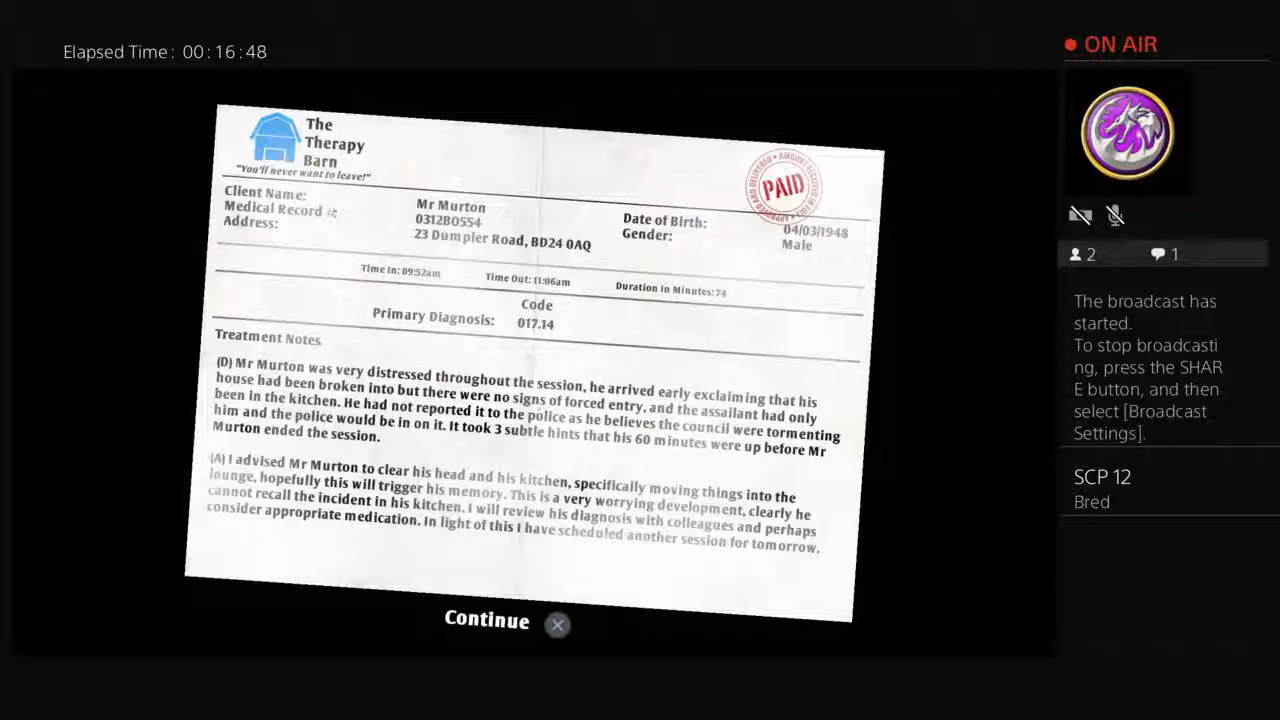 Elapsed Time: 00:16:48
ON AIR
The
Therapy
Barn
"You'll never want to leave!"
PAID
APPROVED AND DELIVERED • AMOUNT RECEIVED IN FULL •
Client Name: Mr Murton Date of Birth: 04/03/1948
Medical Record #: 0312B0554 Gender: Male
Address: 23 Dumpler Road, BD24 0AQ
Time In: 09:52am Time Out: 11:06am Duration in Minutes: 74
Code
Primary Diagnosis: 017.14
Treatment Notes
(D) Mr Murton was very distressed throughout the session, he arrived early exclaiming that his
house had been broken into but there were no signs of forced entry, and the assailant had only
been in the kitchen. He had not reported it to the police as he believes the council were tormenting
him and the police would be in on it. It took 3 subtle hints that his 60 minutes were up before Mr
Murton ended the session.
(A) I advised Mr Murton to clear his head and his kitchen, specifically moving things into the
lounge, hopefully this will trigger his memory. This is a very worrying development, clearly he
cannot recall the incident in his kitchen. I will review his diagnosis with colleagues and perhaps
consider appropriate medication. In light of this I have scheduled another session for tomorrow.
Continue
2 1
The broadcast has
started.
To stop broadcasti
ng, press the SHAR
E button, and then
select [Broadcast
Settings].
SCP 12
Bred